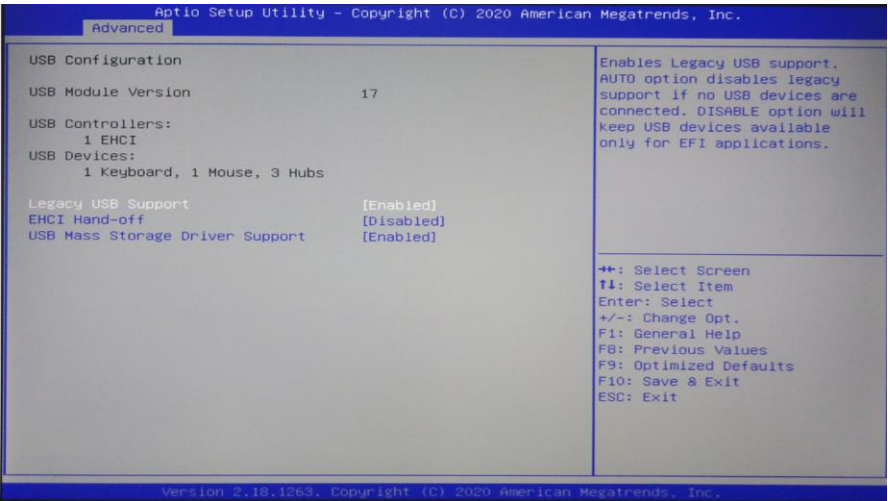 Aptio Setup Utility – Copyright (C) 2020 American Megatrends, Inc.
Advanced
USB Configuration
USB Module Version 17
USB Controllers:
1 EHCI
USB Devices:
1 Keyboard, 1 Mouse, 3 Hubs
Legacy USB Support [Enabled]
EHCI Hand-off [Disabled]
USB Mass Storage Driver Support [Enabled]
Enables Legacy USB support.
AUTO option disables legacy
support if no USB devices are
connected. DISABLE option will
keep USB devices available
only for EFI applications.
→←: Select Screen
↑↓: Select Item
Enter: Select
+/-: Change Opt.
F1: General Help
F8: Previous Values
F9: Optimized Defaults
F10: Save & Exit
ESC: Exit
Version 2.18.1263. Copyright (C) 2020 American Megatrends, Inc.